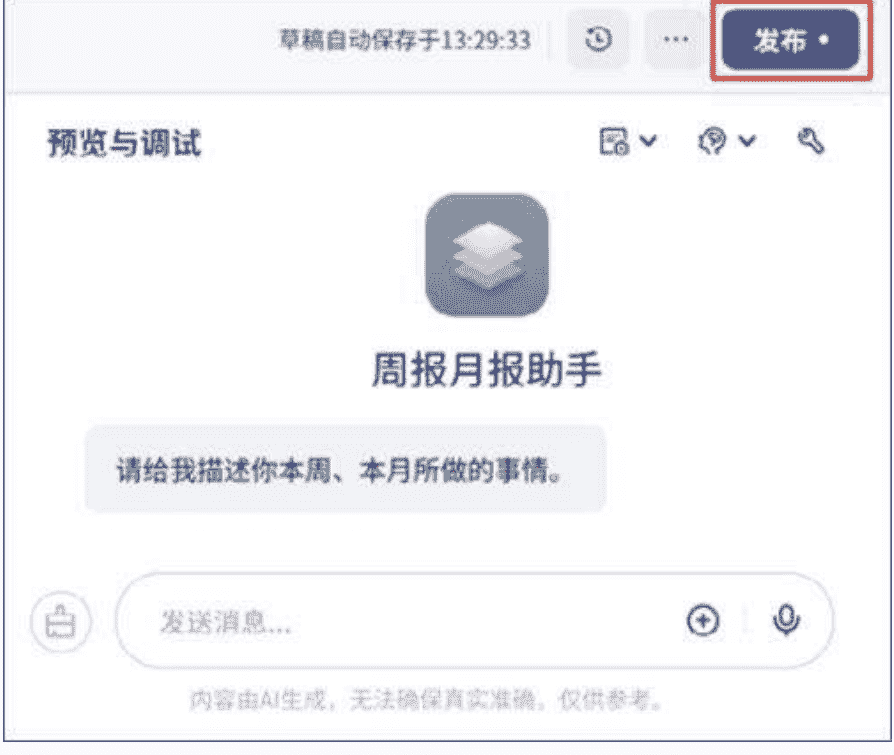 草稿自动保存于13:29:33
发布
预览与调试
周报月报助手
请给我描述你本周、本月所做的事情。
发送消息...
内容由AI生成，无法确保真实准确，仅供参考。